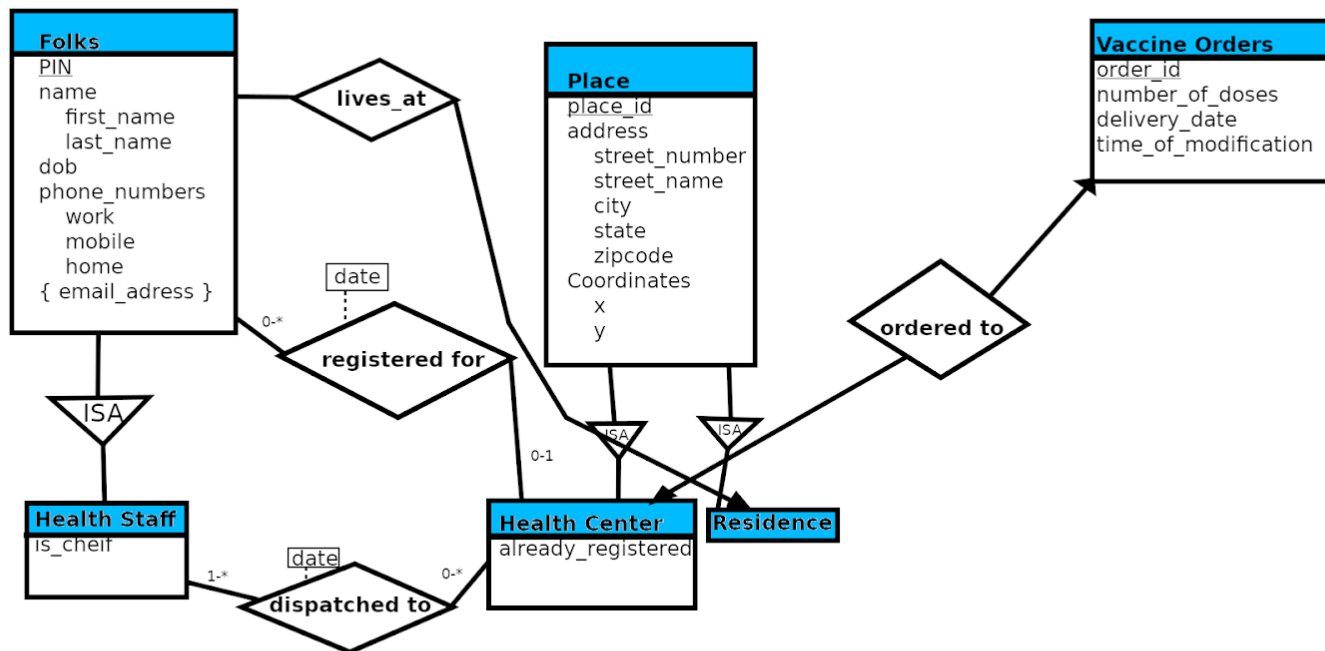 Folks
PIN
name
first_name
last_name
dob
phone_numbers
work
mobile
home
{ email_adress }
lives_at
Place
place_id
address
street_number
street_name
city
state
zipcode
Coordinates
x
y
Vaccine Orders
order_id
number_of_doses
delivery_date
time_of_modification
date
0-*
registered for
0-1
ordered to
ISA
ISA
ISA
Health Staff
is_cheif
1-*
date
dispatched to
0-*
Health Center
already_registered
Residence